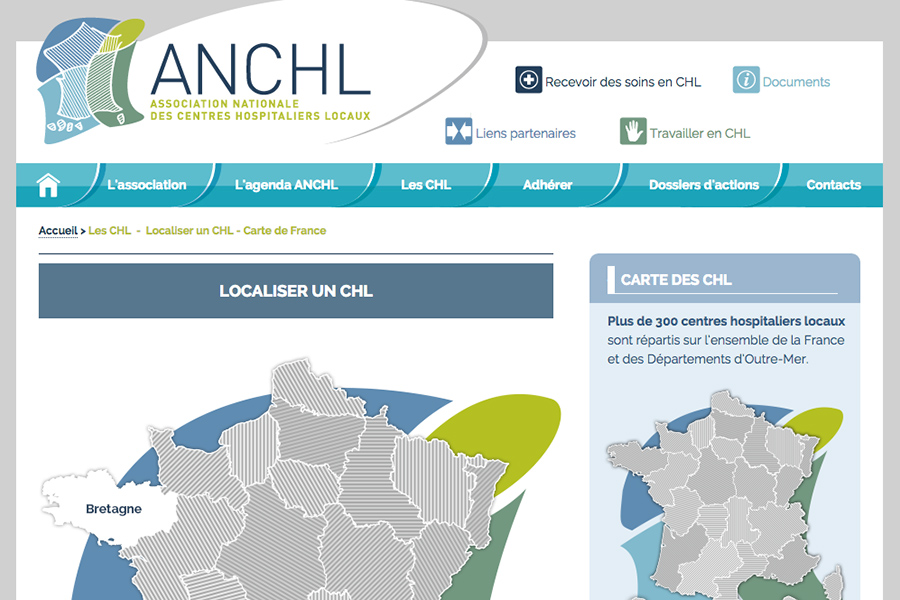 ANCHL
ASSOCIATION NATIONALE
DES CENTRES HOSPITALIERS LOCAUX
Recevoir des soins en CHL
Documents
Liens partenaires
Travailler en CHL
L'association
L'agenda ANCHL
Les CHL
Adhérer
Dossiers d'actions
Contacts
Accueil > Les CHL - Localiser un CHL - Carte de France
LOCALISER UN CHL
CARTE DES CHL
Plus de 300 centres hospitaliers locaux
sont répartis sur l'ensemble de la France
et des Départements d'Outre-Mer.
Bretagne